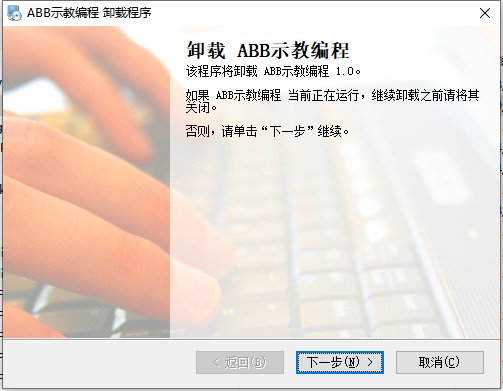 ABB示教编程 卸载程序
卸载 ABB示教编程
该程序将卸载 ABB示教编程 1.0。
如果 ABB示教编程 当前正在运行，继续卸载之前请将其
关闭。
否则，请单击“下一步”继续。
< 返回(B)
下一步(N) >
取消(C)